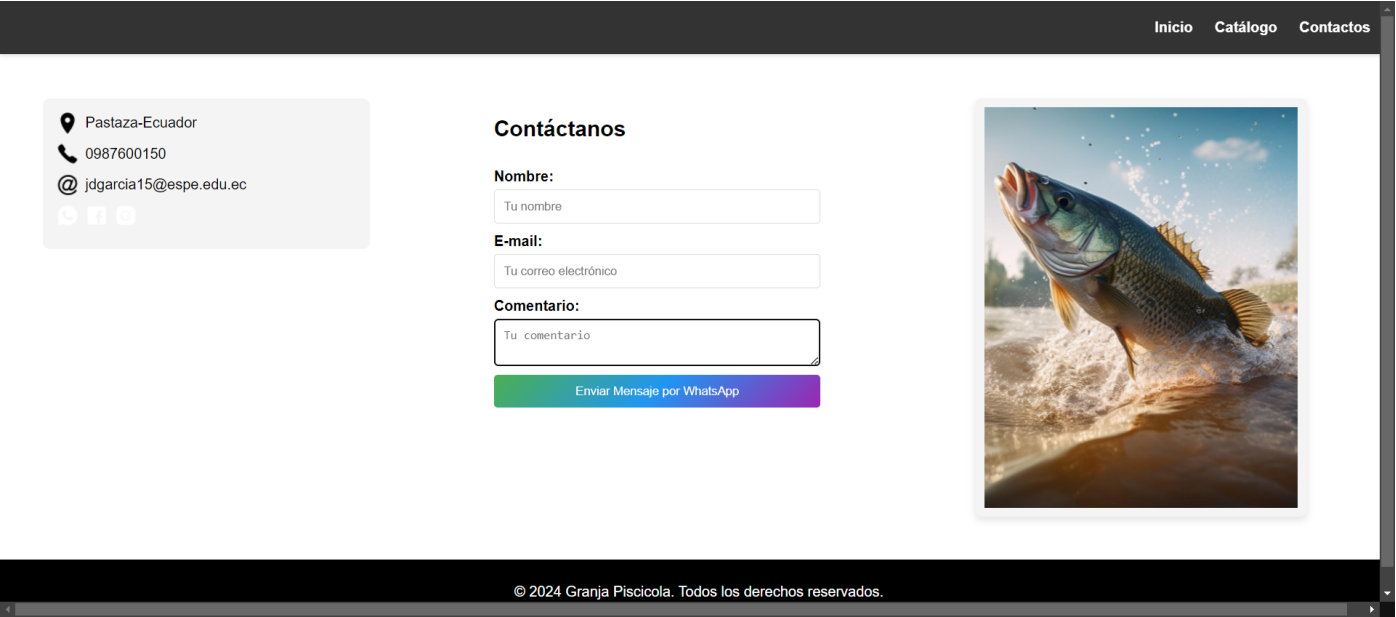 Inicio Catálogo Contactos
Pastaza-Ecuador
0987600150
jdgarcia15@espe.edu.ec
Contáctanos
Nombre:
Tu nombre
E-mail:
Tu correo electrónico
Comentario:
Tu comentario
Enviar Mensaje por WhatsApp
© 2024 Granja Piscicola. Todos los derechos reservados.